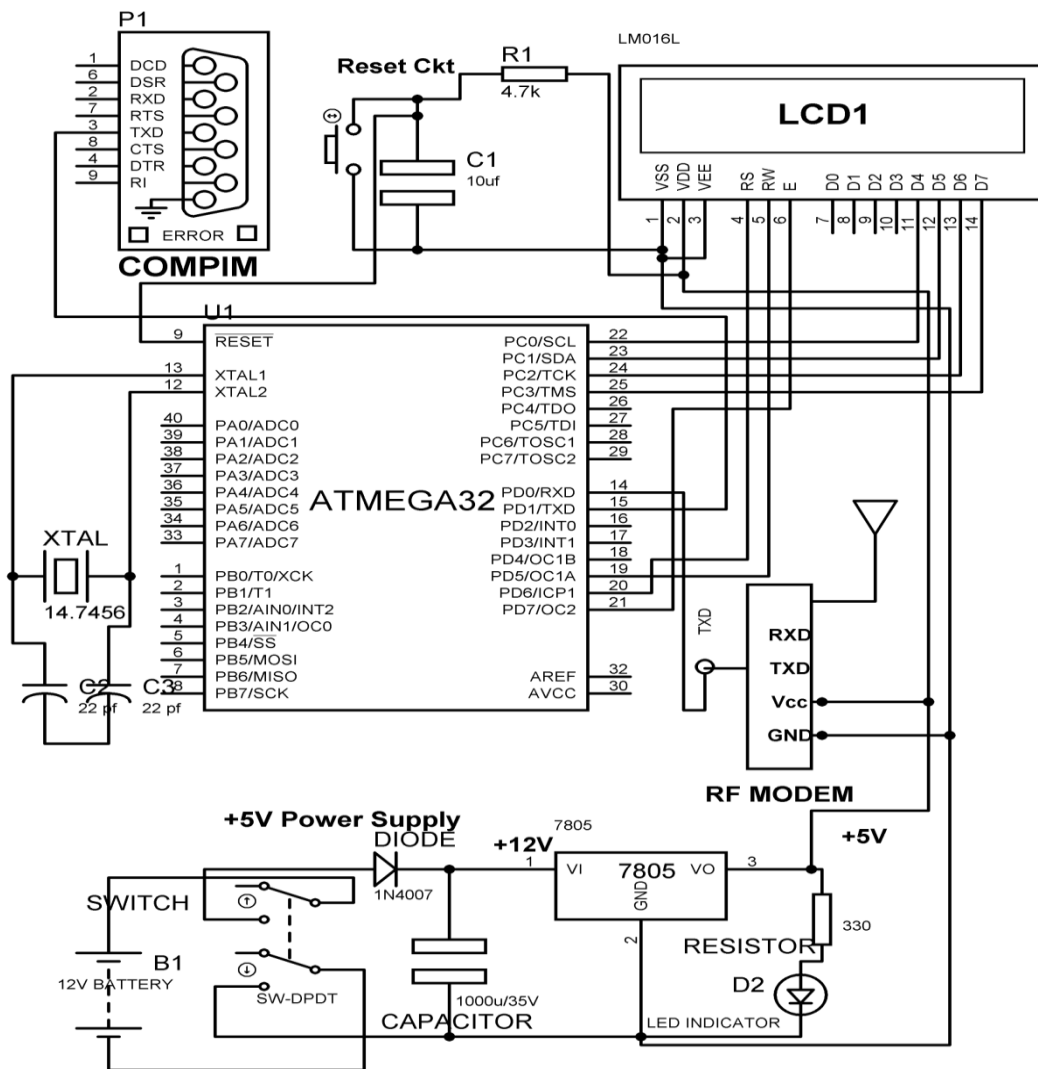 P1
1 DCD
6 DSR
2 RXD
7 RTS
3 TXD
8 CTS
4 DTR
9 RI
ERROR
COMPIM
Reset Ckt
R1
4.7k
C1
10uf
LM016L
LCD1
VSS VDD VEE RS RW E D0 D1 D2 D3 D4 D5 D6 D7
1 2 3 4 5 6 7 8 9 10 11 12 13 14
U1
ATMEGA32
9 RESET
13 XTAL1
12 XTAL2
40 PA0/ADC0
39 PA1/ADC1
38 PA2/ADC2
37 PA3/ADC3
36 PA4/ADC4
35 PA5/ADC5
34 PA6/ADC6
33 PA7/ADC7
1 PB0/T0/XCK
2 PB1/T1
3 PB2/AIN0/INT2
4 PB3/AIN1/OC0
5 PB4/SS
6 PB5/MOSI
7 PB6/MISO
8 PB7/SCK
PC0/SCL 22
PC1/SDA 23
PC2/TCK 24
PC3/TMS 25
PC4/TDO 26
PC5/TDI 27
PC6/TOSC1 28
PC7/TOSC2 29
PD0/RXD 14
PD1/TXD 15
PD2/INT0 16
PD3/INT1 17
PD4/OC1B 18
PD5/OC1A 19
PD6/ICP1 20
PD7/OC2 21
AREF 32
AVCC 30
XTAL
14.7456
C2
22 pf
C3
22 pf
TXD
RXD
TXD
Vcc
GND
RF MODEM
+5V Power Supply
DIODE
1N4007
+12V
7805
1 VI
7805
VO 3
GND
2
+5V
SWITCH
SW-DPDT
B1
12V BATTERY
1000u/35V
CAPACITOR
RESISTOR
330
D2
LED INDICATOR